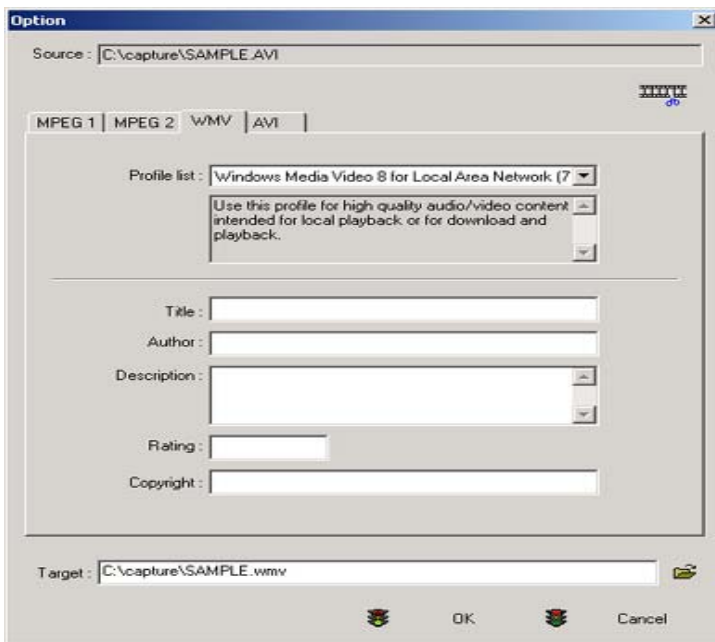 Option
Source : C:\capture\SAMPLE.AVI
MPEG 1 MPEG 2 WMV AVI
Profile list : Windows Media Video 8 for Local Area Network (7
Use this profile for high quality audio/video content
intended for local playback or for download and
playback.
Title :
Author :
Description :
Rating :
Copyright :
Target : C:\capture\SAMPLE.wmv
OK Cancel